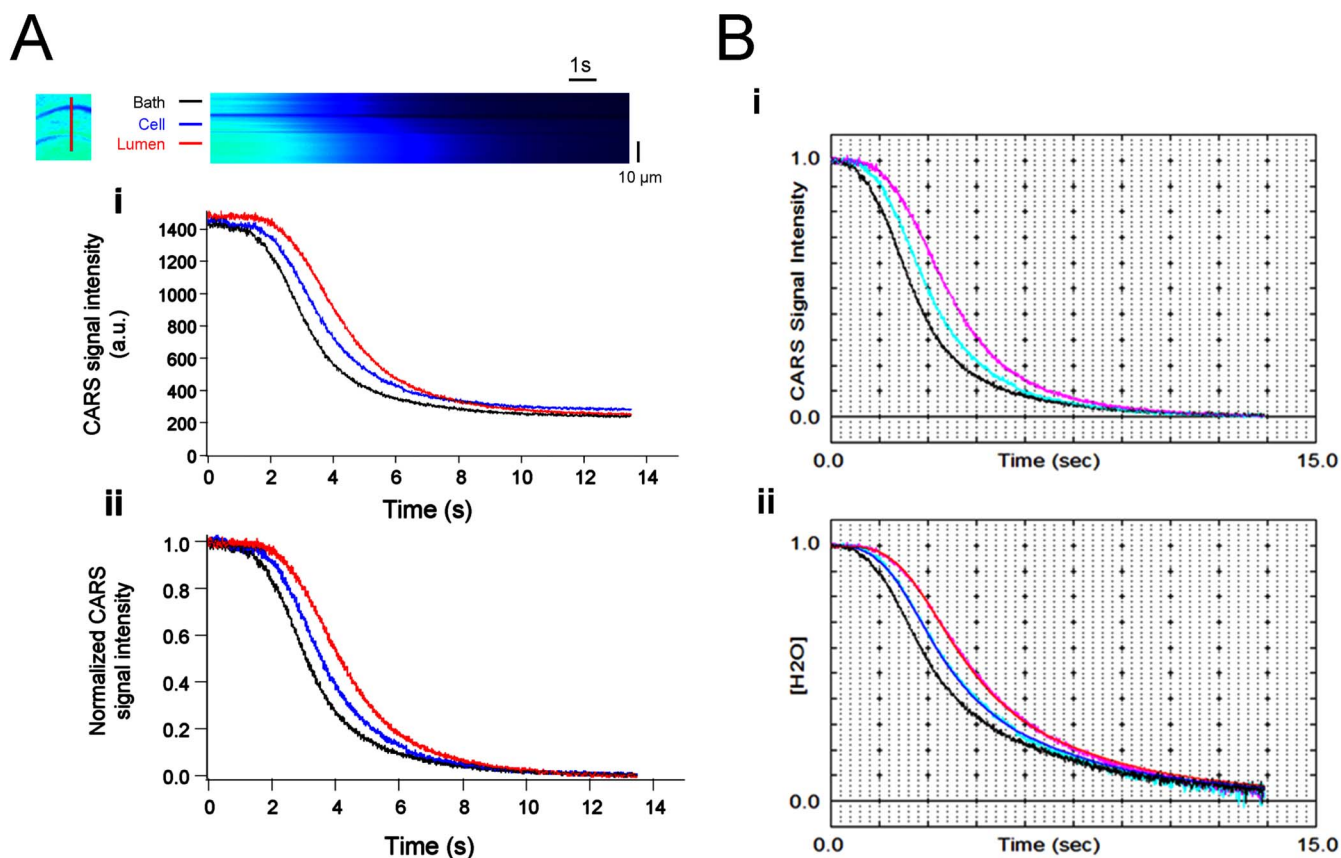 A
B
1s
Bath
Cell
Lumen
10 µm
i
CARS signal intensity
(a.u.)
1400
1200
1000
800
600
400
200
0
0 2 4 6 8 10 12 14
Time (s)
ii
Normalized CARS
signal intensity
1.0
0.8
0.6
0.4
0.2
0.0
0 2 4 6 8 10 12 14
Time (s)
i
CARS Signal Intensity
1.0
0.0
0.0 Time (sec) 15.0
ii
[H2O]
1.0
0.0
0.0 Time (sec) 15.0